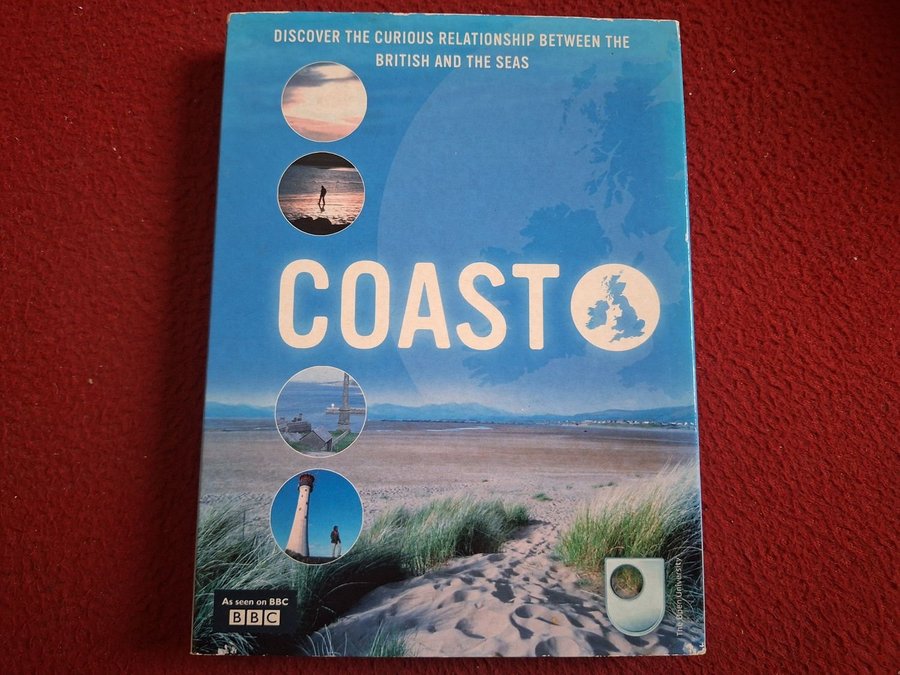 DISCOVER THE CURIOUS RELATIONSHIP BETWEEN THE
BRITISH AND THE SEAS
COAST
As seen on BBC
BBC
The Open University